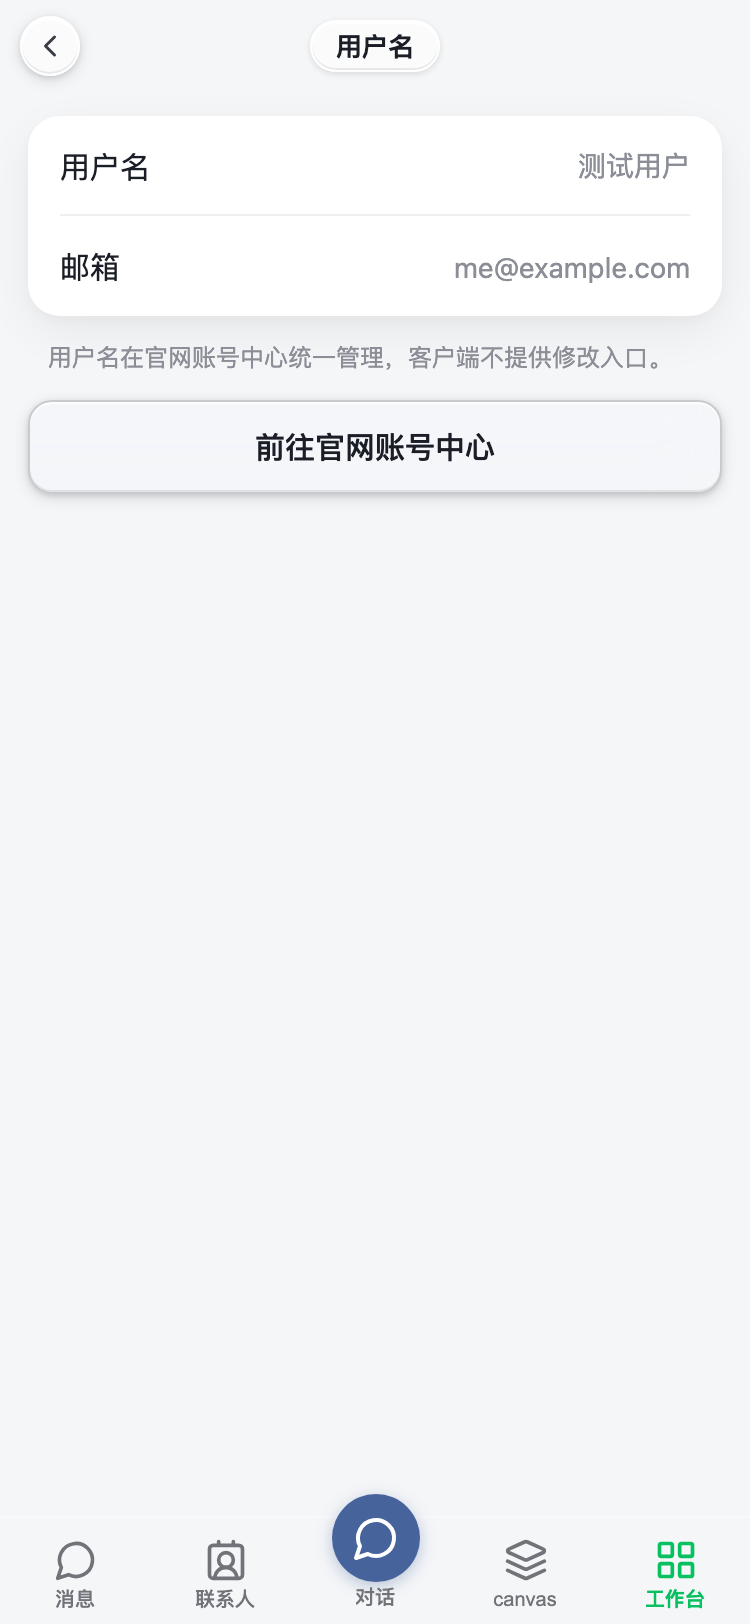 用户名
用户名 测试用户
邮箱 me@example.com
用户名在官网账号中心统一管理，客户端不提供修改入口。
前往官网账号中心
消息 联系人 对话 canvas 工作台